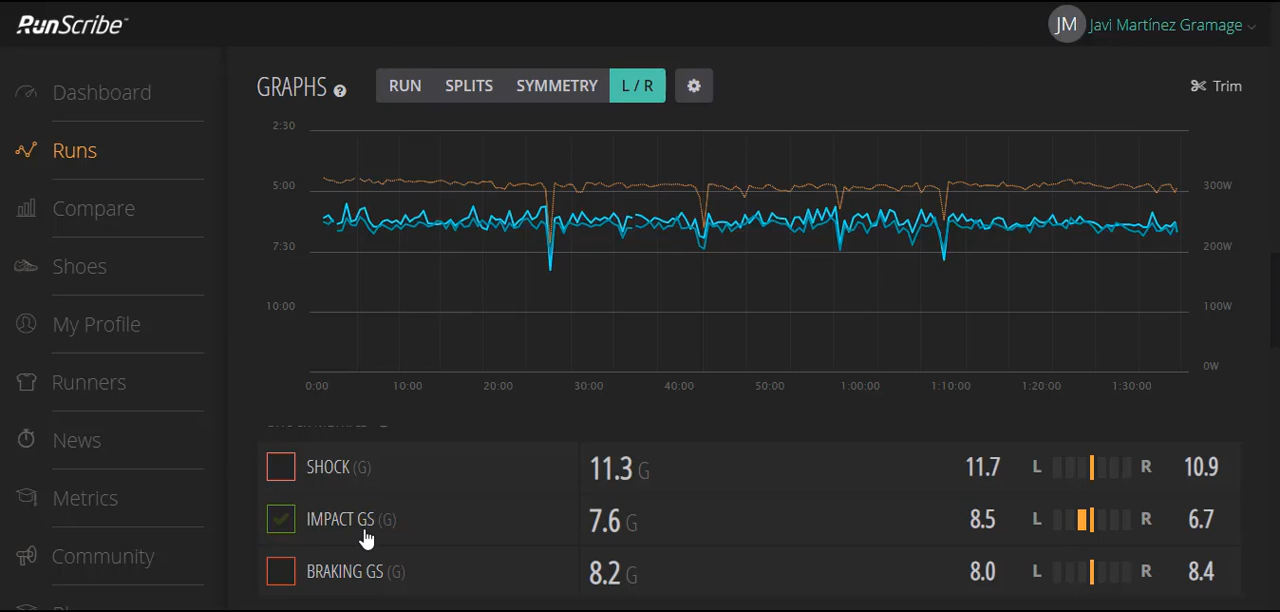 RunScribe™
JM Javi Martínez Gramage
Dashboard
Runs
Compare
Shoes
My Profile
Runners
News
Metrics
Community
GRAPHS ?
RUN SPLITS SYMMETRY L / R
Trim
2:30
5:00 300W
7:30 200W
10:00 100W
0W
0:00 10:00 20:00 30:00 40:00 50:00 1:00:00 1:10:00 1:20:00 1:30:00
SHOCK (G) 11.3 G 11.7 L R 10.9
IMPACT GS (G) 7.6 G 8.5 L R 6.7
BRAKING GS (G) 8.2 G 8.0 L R 8.4